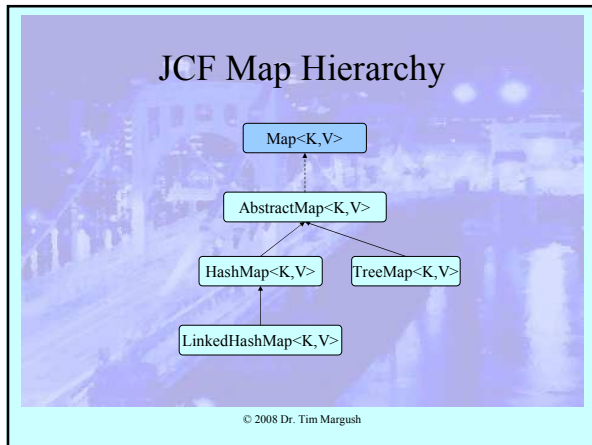 JCF Map Hierarchy
Map<K,V>
AbstractMap<K,V>
HashMap<K,V> TreeMap<K,V>
LinkedHashMap<K,V>
© 2008 Dr. Tim Margush